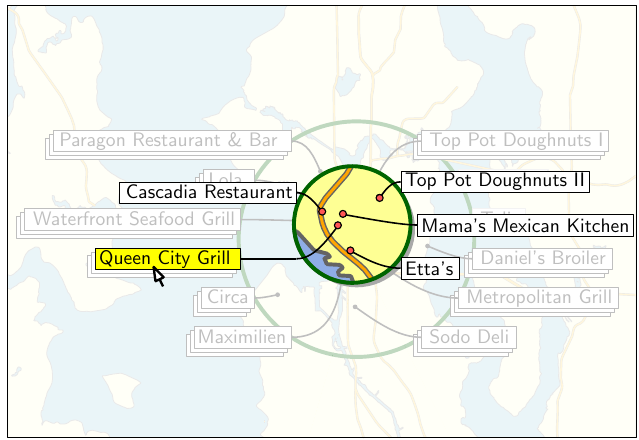 Paragon Restaurant & Bar
Top Pot Doughnuts I
Lola
Cascadia Restaurant
Top Pot Doughnuts II
Waterfront Seafood Grill
Mama's Mexican Kitchen
Queen City Grill
Daniel's Broiler
Etta's
Circa
Metropolitan Grill
Maximilien
Sodo Deli